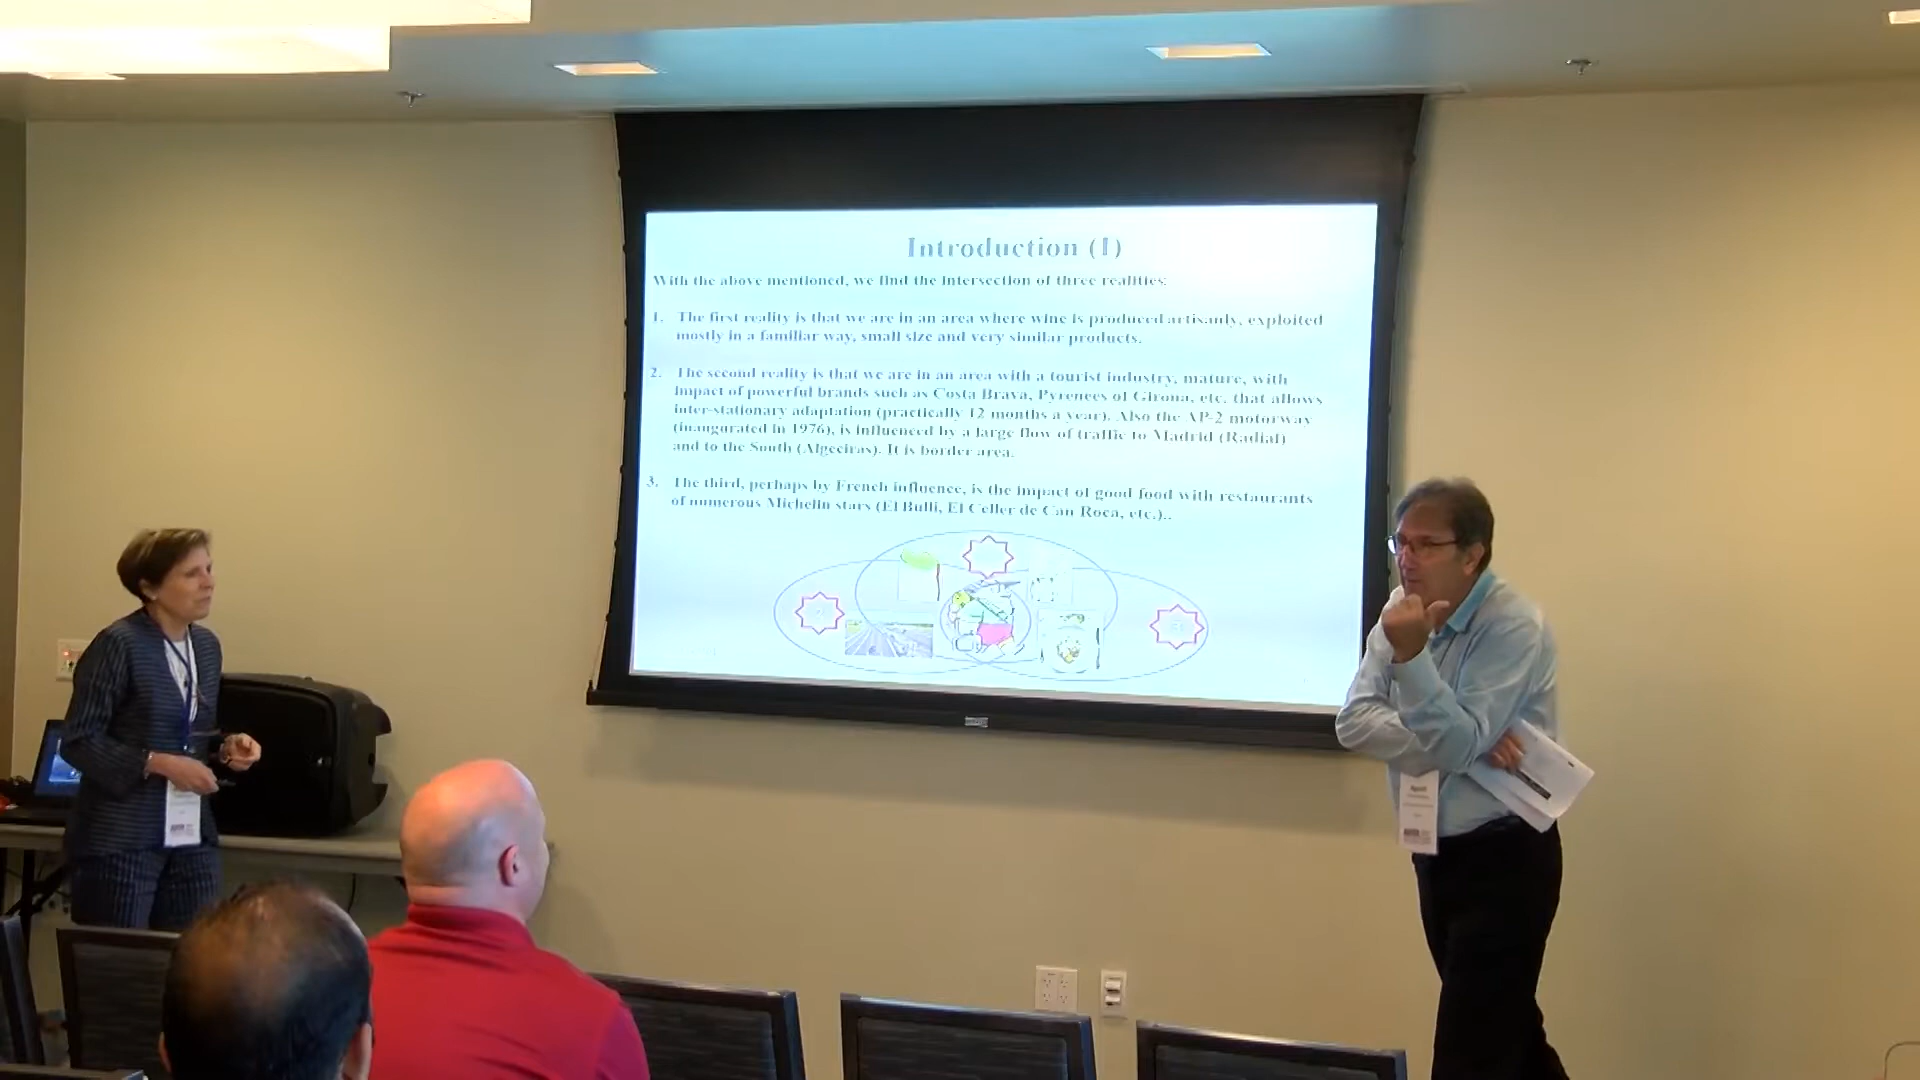 Introduction (I)
With the above mentioned, we find the intersection of three realities:
1. The first reality is that we are in an area where wine is produced artisanly, exploited
mostly in a familiar way, small size and very similar products.
2. The second reality is that we are in an area with a tourist industry, mature, with
impact of powerful brands such as Costa Brava, Pyrenees of Girona, etc. that allows
inter-stationary adaptation (practically 12 months a year). Also the AP-2 motorway
(inaugurated in 1976), is influenced by a large flow of traffic to Madrid (Radial)
and to the South (Algeciras). It is border area.
3. The third, perhaps by French influence, is the impact of good food with restaurants
of numerous Michelin stars (El Bulli, El Celler de Can Roca, etc.)..